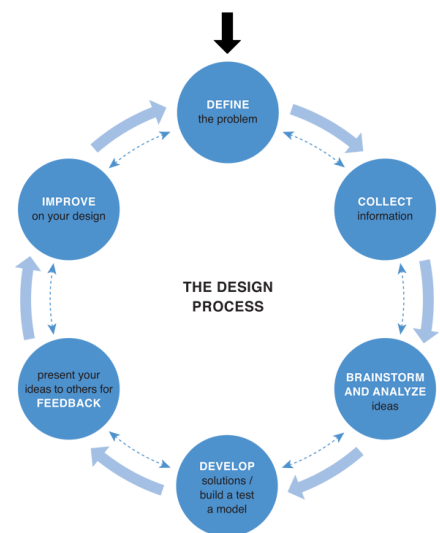 DEFINE
the problem
COLLECT
information
BRAINSTORM
AND ANALYZE
ideas
DEVELOP
solutions /
build a test
a model
present your
ideas to others for
FEEDBACK
IMPROVE
on your design
THE DESIGN
PROCESS